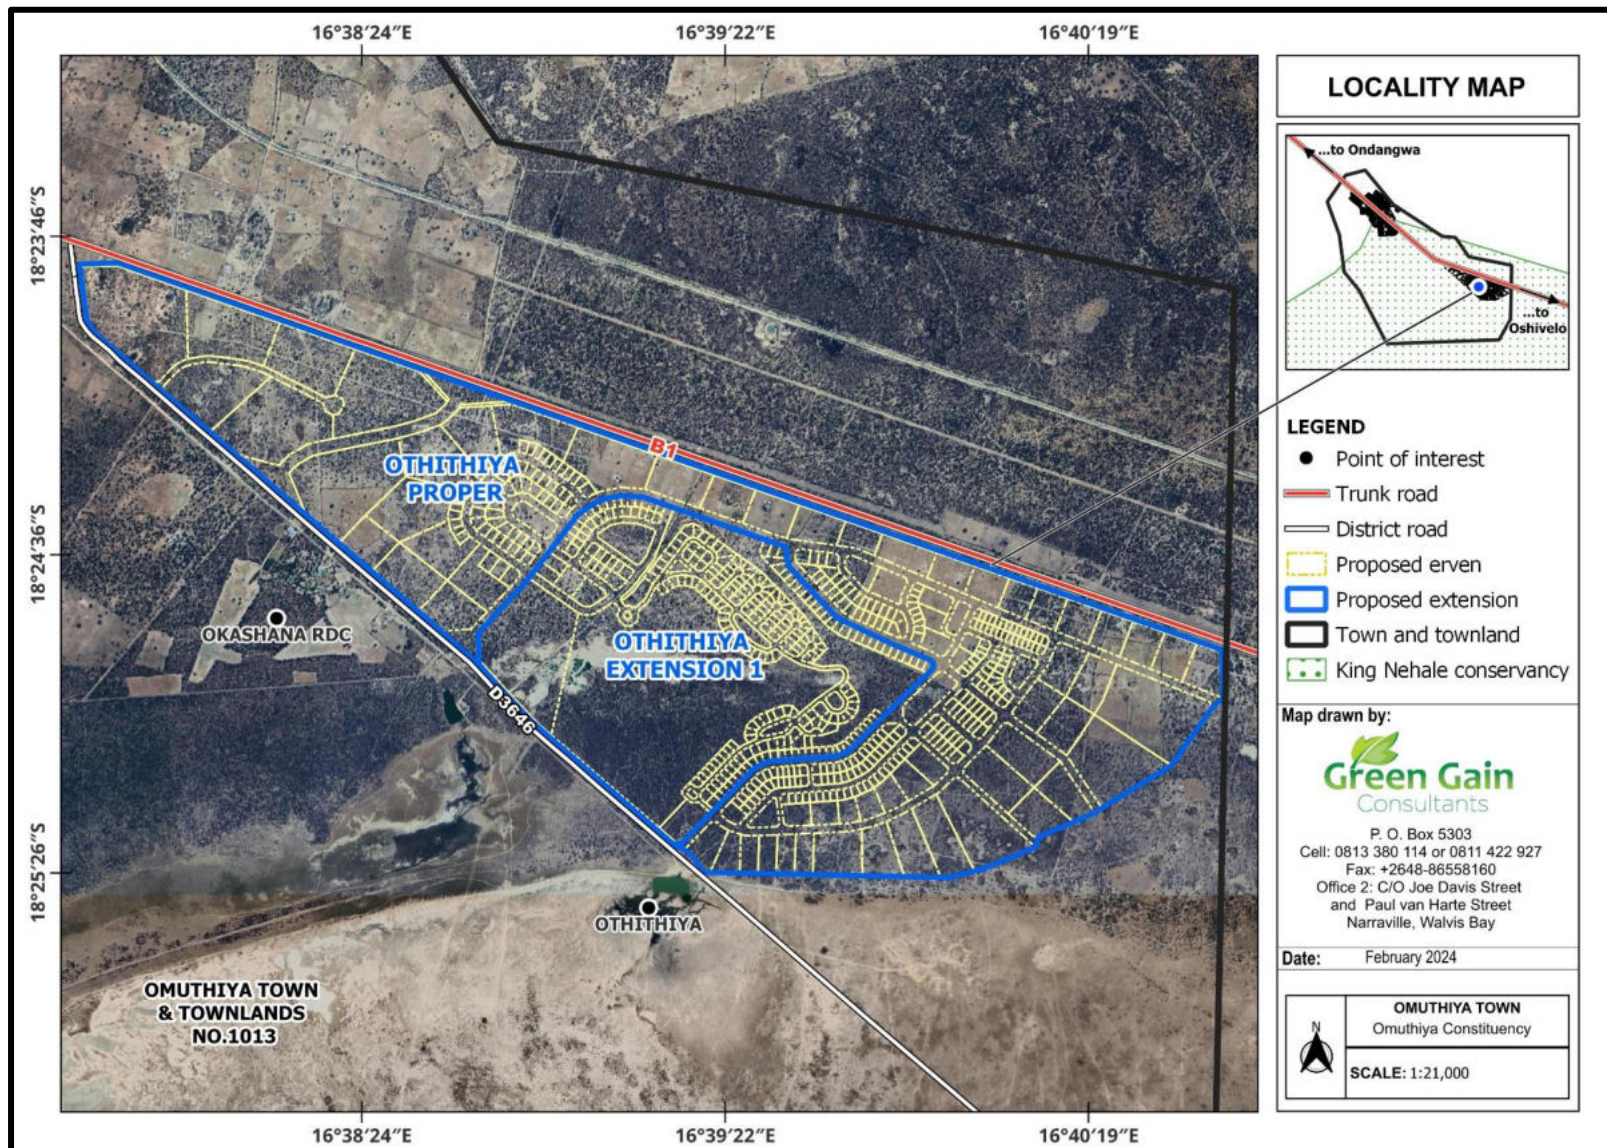 16°38′24″E
16°39′22″E
16°40′19″E
18°23′46″S
18°24′36″S
18°25′26″S
B1
OTHITHIYA
PROPER
OTHITHIYA
EXTENSION 1
OKASHANA RDC
D3646
OTHITHIYA
OMUTHIYA TOWN
& TOWNLANDS
NO.1013
16°38′24″E
16°39′22″E
16°40′19″E
LOCALITY MAP
...to Ondangwa
...to
Oshivelo
LEGEND
Point of interest
Trunk road
District road
Proposed erven
Proposed extension
Town and townland
King Nehale conservancy
Map drawn by:
Green Gain
Consultants
P. O. Box 5303
Cell: 0813 380 114 or 0811 422 927
Fax: +2648-86558160
Office 2: C/O Joe Davis Street
and Paul van Harte Street
Narraville, Walvis Bay
Date: February 2024
N
OMUTHIYA TOWN
Omuthiya Constituency
SCALE: 1:21,000